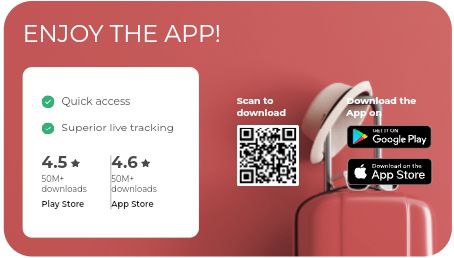 ENJOY THE APP!
Quick access
Superior live tracking
4.5 ★ 4.6 ★
50M+ 50M+
downloads downloads
Play Store App Store
Scan to
download
Download the
App on
GET IT ON
Google Play
Download on the
App Store